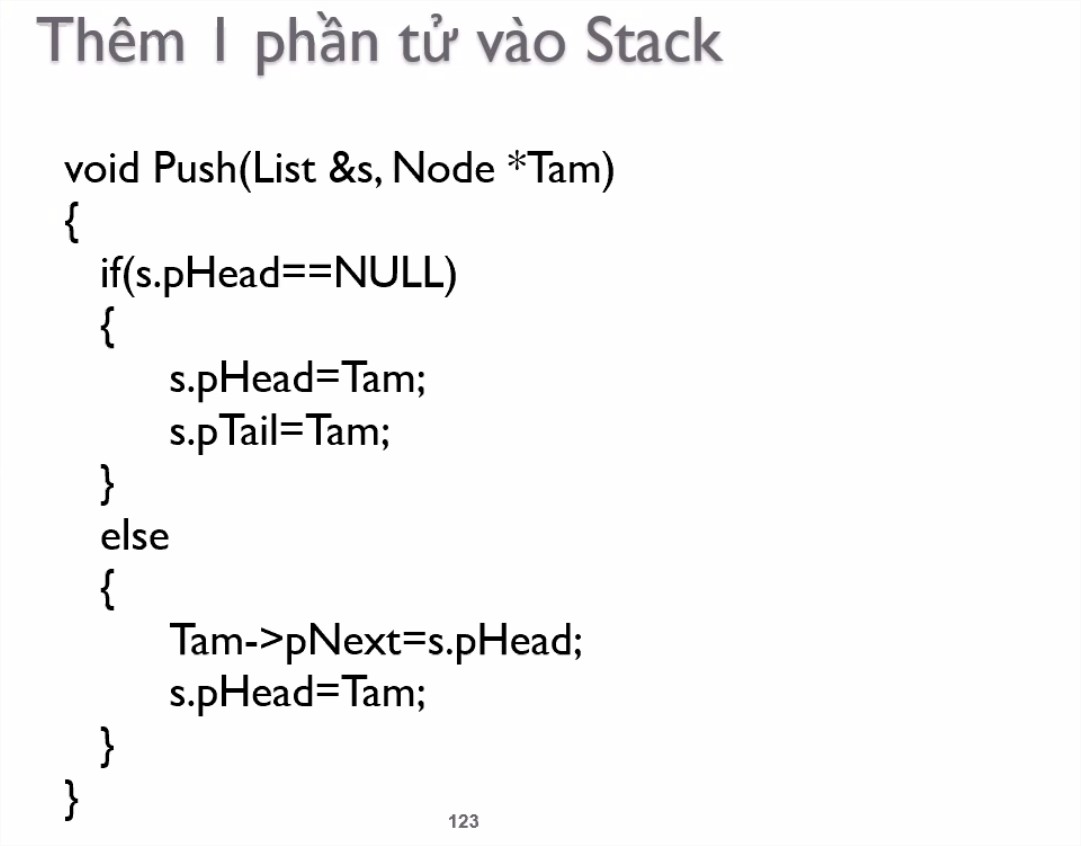 Thêm 1 phần tử vào Stack
void Push(List &s, Node *Tam)
{
if(s.pHead==NULL)
{
s.pHead=Tam;
s.pTail=Tam;
}
else
{
Tam->pNext=s.pHead;
s.pHead=Tam;
}
}
123